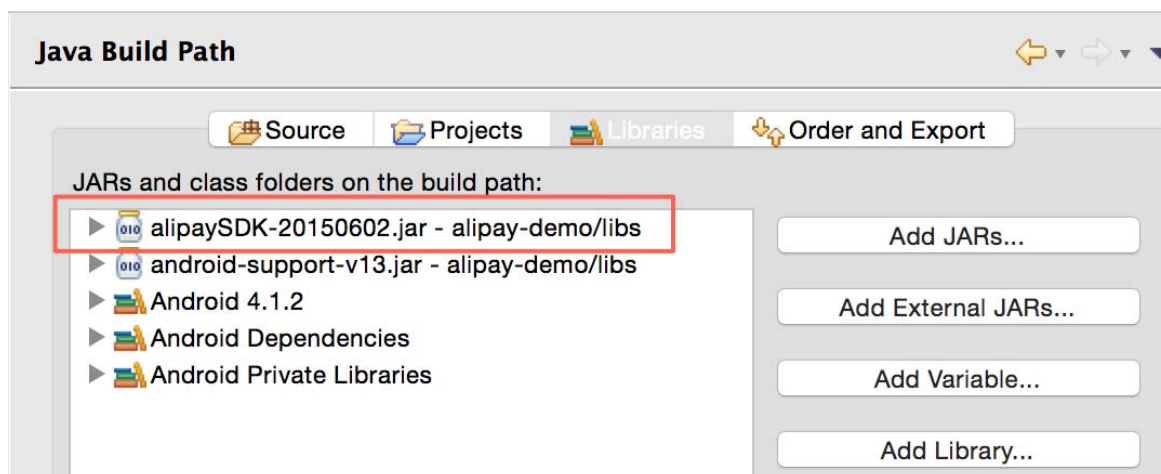 Java Build Path
Source Projects Libraries Order and Export
JARs and class folders on the build path:
alipaySDK-20150602.jar - alipay-demo/libs
android-support-v13.jar - alipay-demo/libs
Android 4.1.2
Android Dependencies
Android Private Libraries
Add JARs...
Add External JARs...
Add Variable...
Add Library...